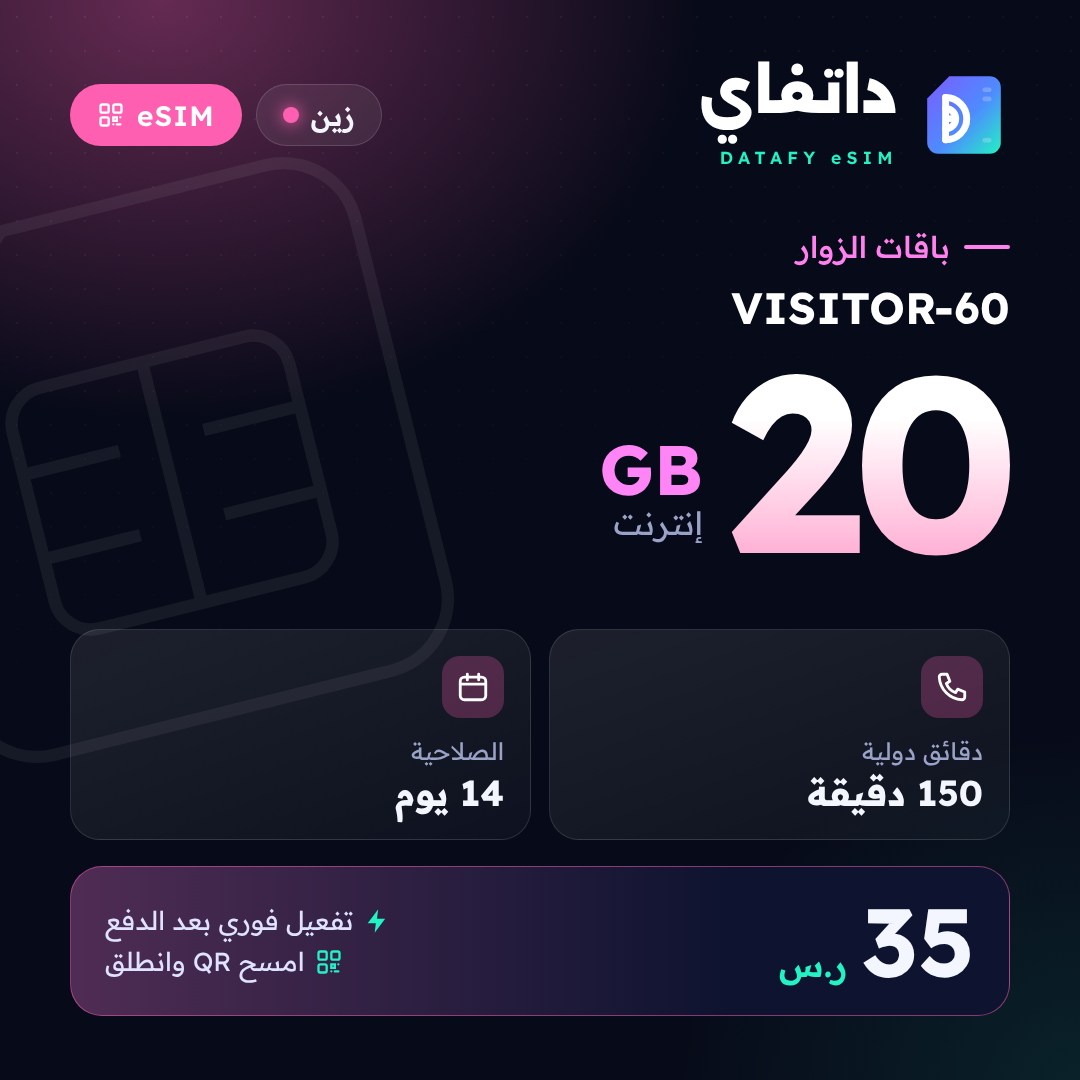 داتفاي
DATAFY eSIM
زين
eSIM
باقات الزوار
VISITOR-60
20
GB
إنترنت
دقائق دولية
150 دقيقة
الصلاحية
14 يوم
35 ر.س
تفعيل فوري بعد الدفع
امسح QR وانطلق